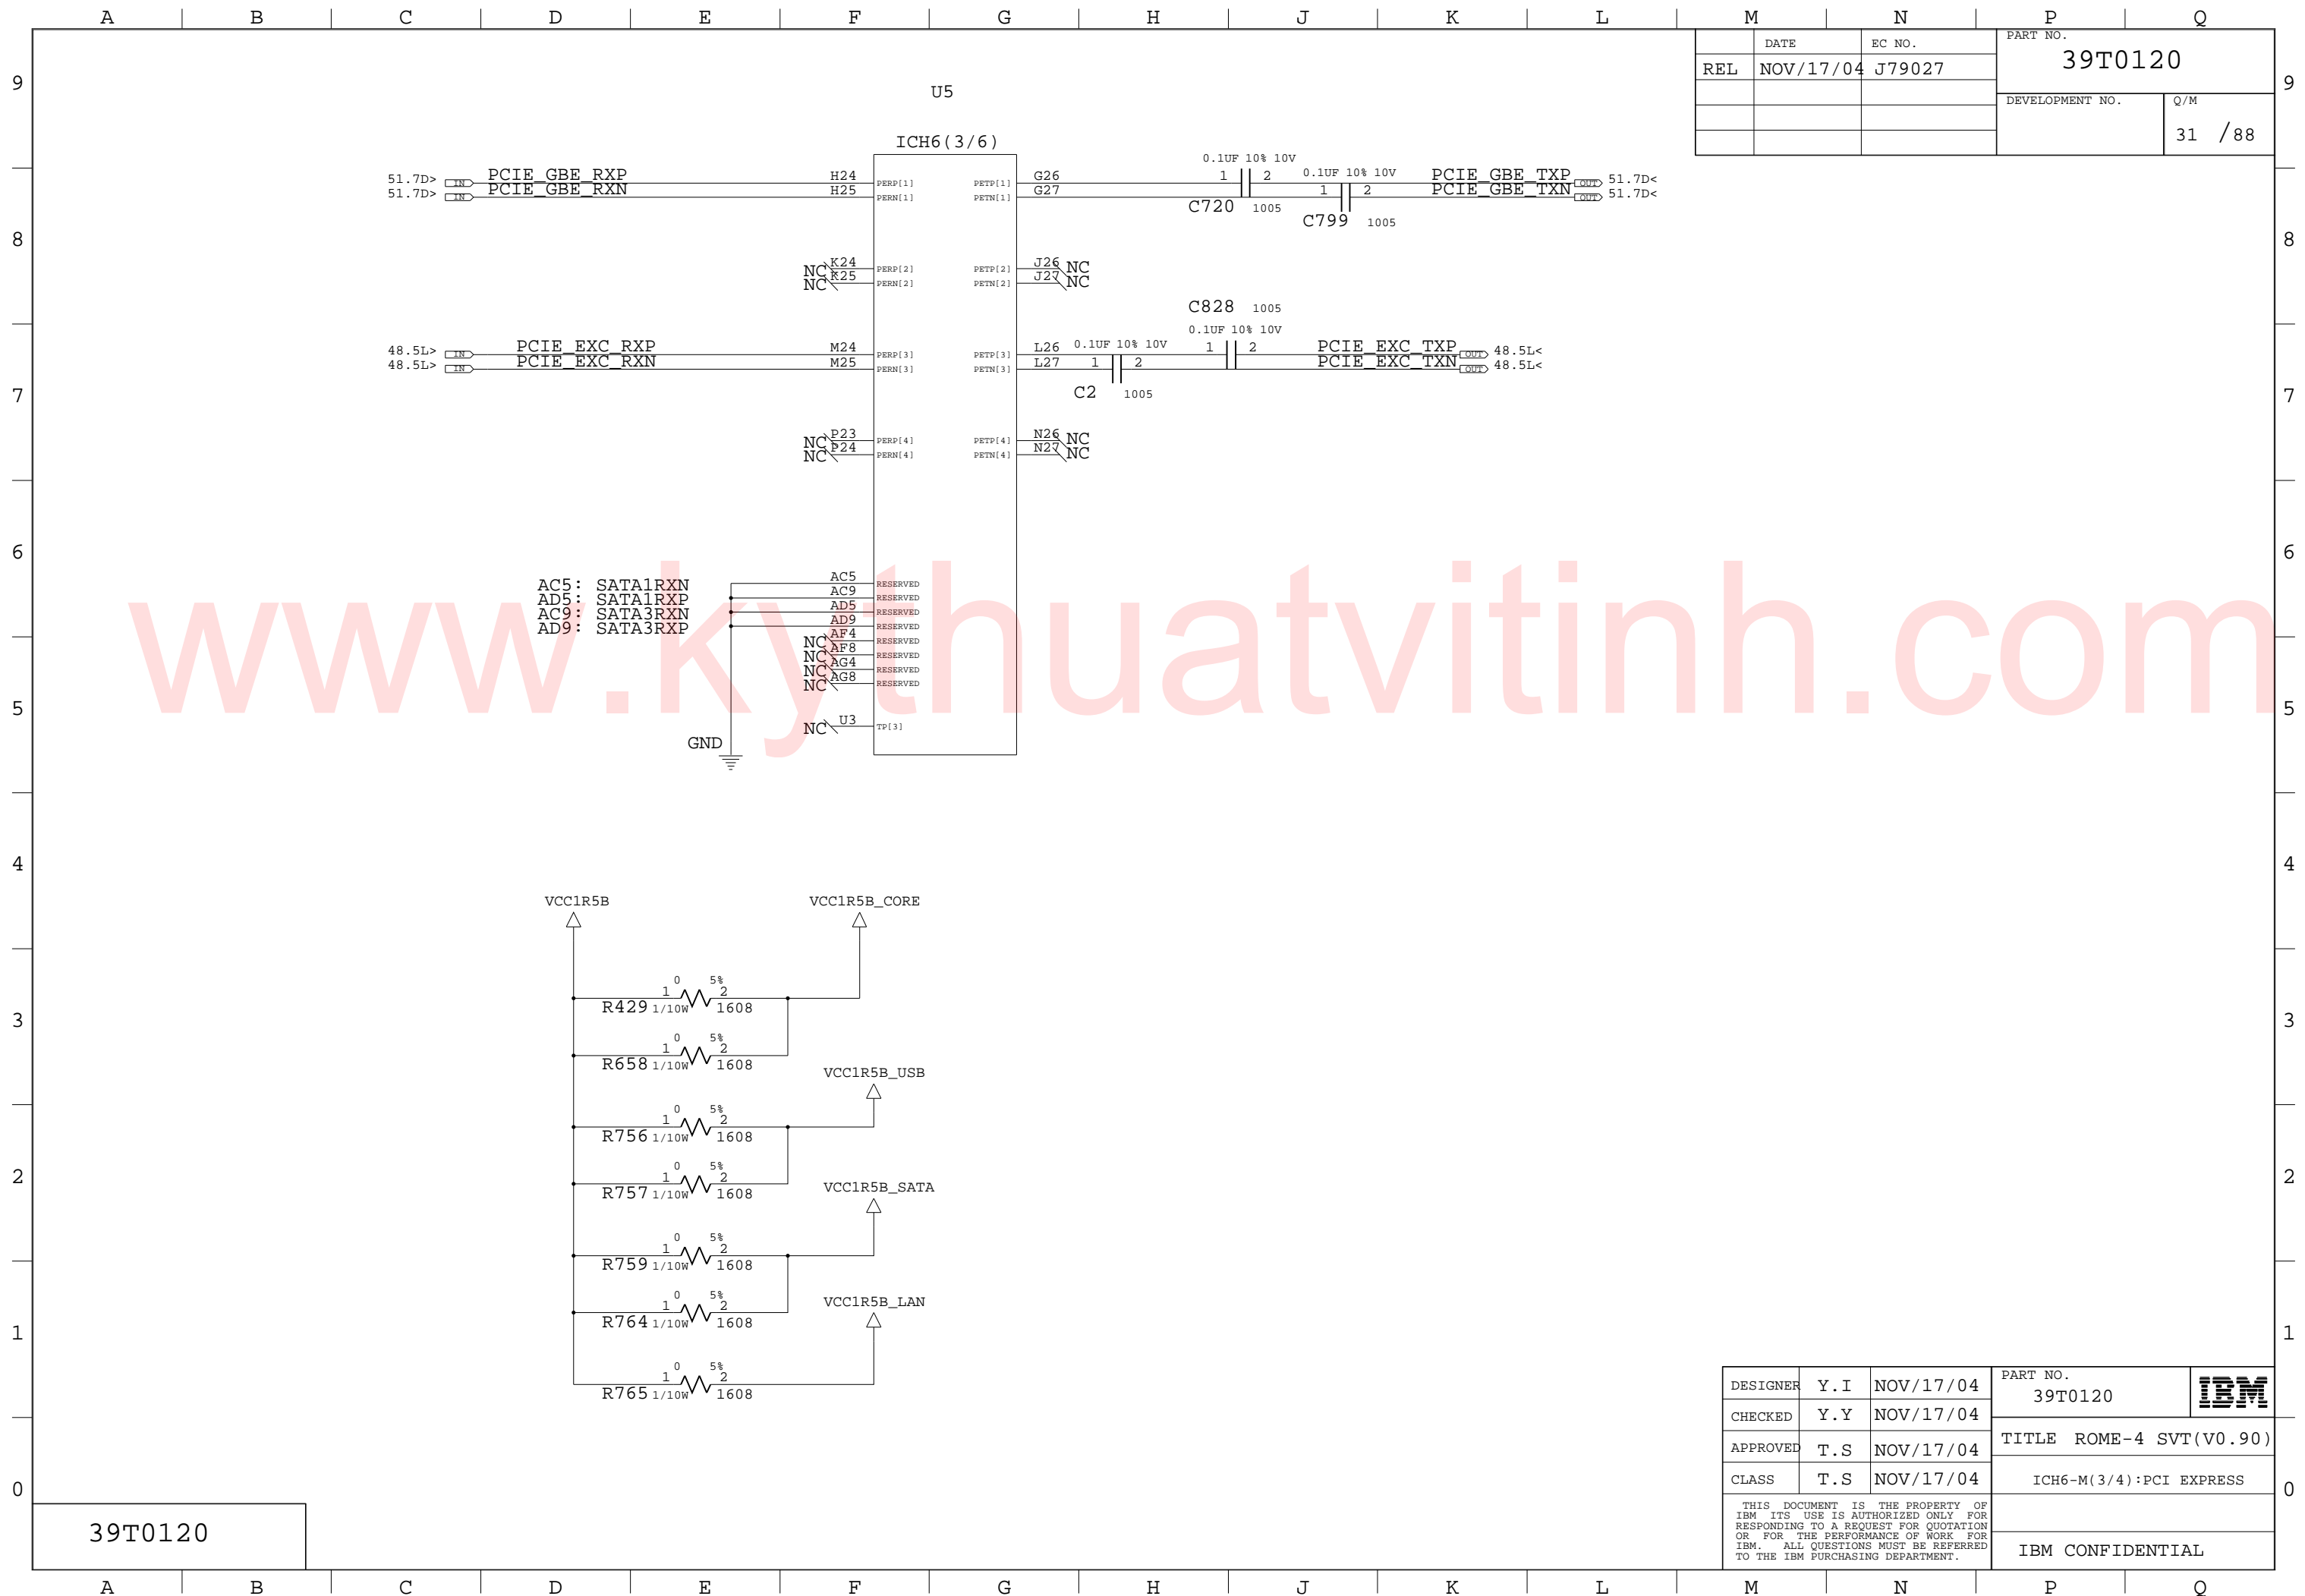 A B C D E F G H J K L M N P Q
DATE EC NO. PART NO.
REL NOV/17/04 J79027 39T0120
DEVELOPMENT NO. Q/M
31 /88
9 9
8 8
7 7
6 6
5 5
4 4
3 3
2 2
1 1
0 0
U5
ICH6(3/6)
51.7D> IN PCIE_GBE_RXP H24 PERP[1]
51.7D> IN PCIE_GBE_RXN H25 PERN[1]
PETP[1] G26
PETN[1] G27
0.1UF 10% 10V
1 2
C720 1005
0.1UF 10% 10V
1 2
C799 1005
PCIE_GBE_TXP OUT 51.7D<
PCIE_GBE_TXN OUT 51.7D<
NC K24 PERP[2]
NC K25 PERN[2]
PETP[2] J26 NC
PETN[2] J27 NC
48.5L> IN PCIE_EXC_RXP M24 PERP[3]
48.5L> IN PCIE_EXC_RXN M25 PERN[3]
PETP[3] L26
PETN[3] L27
C828 1005
0.1UF 10% 10V
1 2
0.1UF 10% 10V
1 2
C2 1005
PCIE_EXC_TXP OUT 48.5L<
PCIE_EXC_TXN OUT 48.5L<
NC P23 PERP[4]
NC P24 PERN[4]
PETP[4] N26 NC
PETN[4] N27 NC
AC5: SATA1RXN
AD5: SATA1RXP
AC9: SATA3RXN
AD9: SATA3RXP
AC5 RESERVED
AC9 RESERVED
AD5 RESERVED
AD9 RESERVED
NC AF4 RESERVED
NC AF8 RESERVED
NC AG4 RESERVED
NC AG8 RESERVED
NC U3 TP[3]
GND
www.kythuatvitinh.com
VCC1R5B VCC1R5B_CORE
0 5%
1 2
R429 1/10W 1608
0 5%
1 2
R658 1/10W 1608
VCC1R5B_USB
0 5%
1 2
R756 1/10W 1608
0 5%
1 2
R757 1/10W 1608
VCC1R5B_SATA
0 5%
1 2
R759 1/10W 1608
0 5%
1 2
R764 1/10W 1608
VCC1R5B_LAN
0 5%
1 2
R765 1/10W 1608
DESIGNER Y.I NOV/17/04
CHECKED Y.Y NOV/17/04
APPROVED T.S NOV/17/04
CLASS T.S NOV/17/04
PART NO.
39T0120
IBM
TITLE ROME-4 SVT(V0.90)
ICH6-M(3/4):PCI EXPRESS
THIS DOCUMENT IS THE PROPERTY OF
IBM ITS USE IS AUTHORIZED ONLY FOR
RESPONDING TO A REQUEST FOR QUOTATION
OR FOR THE PERFORMANCE OF WORK FOR
IBM. ALL QUESTIONS MUST BE REFERRED
TO THE IBM PURCHASING DEPARTMENT.
IBM CONFIDENTIAL
39T0120
A B C D E F G H J K L M N P Q